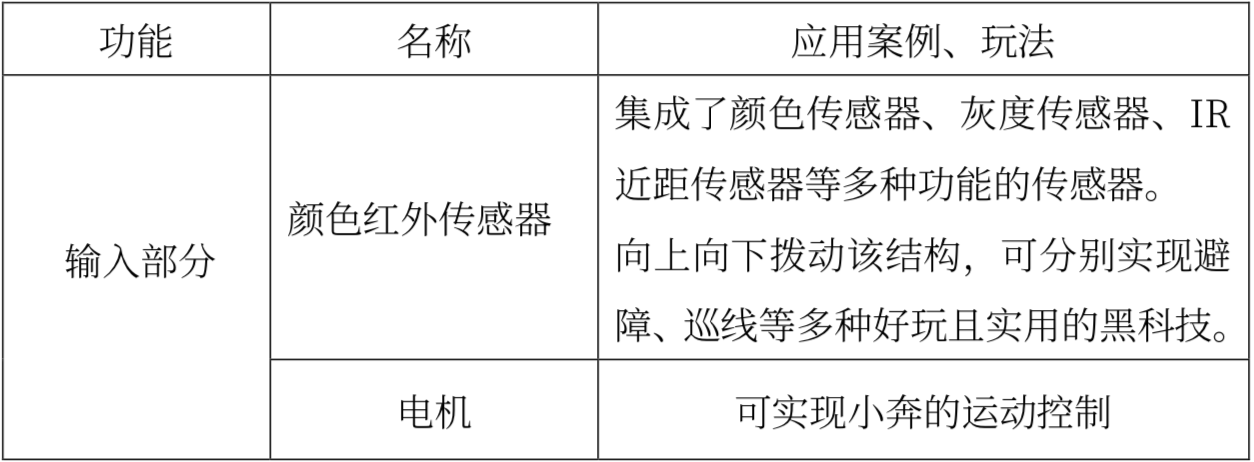 功能 名称 应用案例、玩法
集成了颜色传感器、灰度传感器、IR
近距传感器等多种功能的传感器。
颜色红外传感器
输入部分
向上向下拨动该结构，可分别实现避
障、巡线等多种好玩且实用的黑科技。
电机 可实现小奔的运动控制